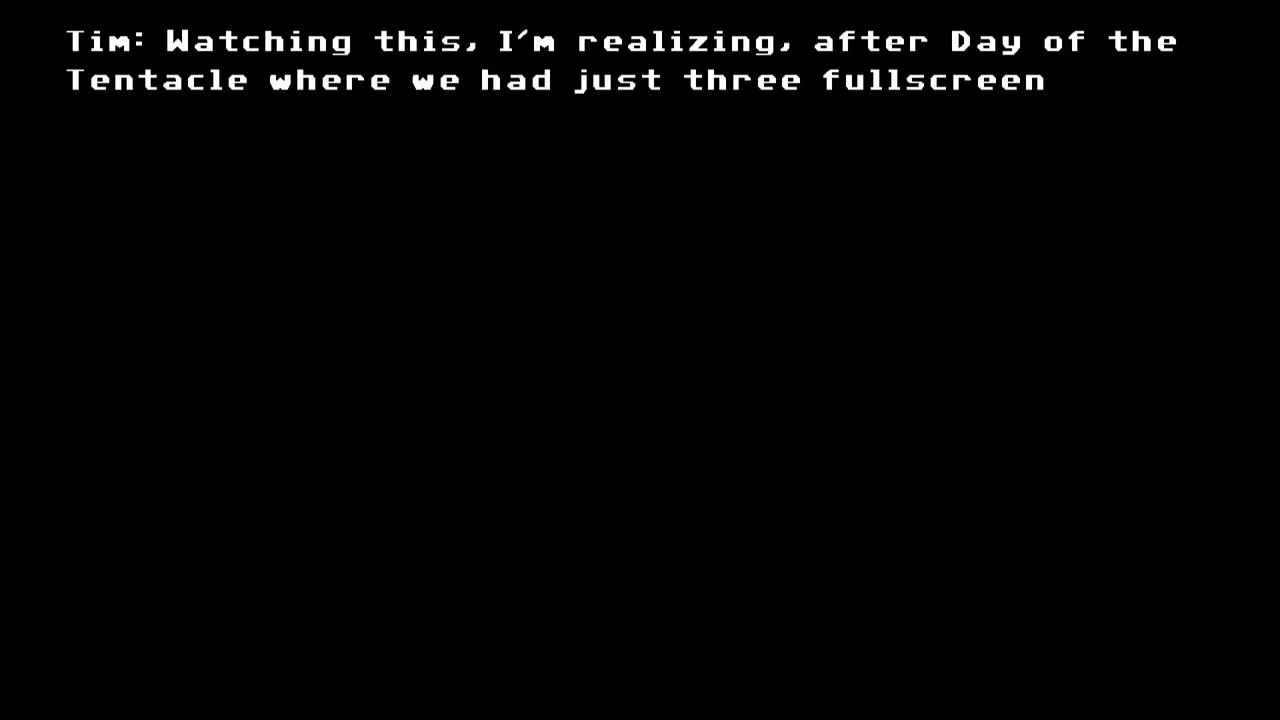 Tim: Watching this, I'm realizing, after Day of the
Tentacle where we had just three fullscreen